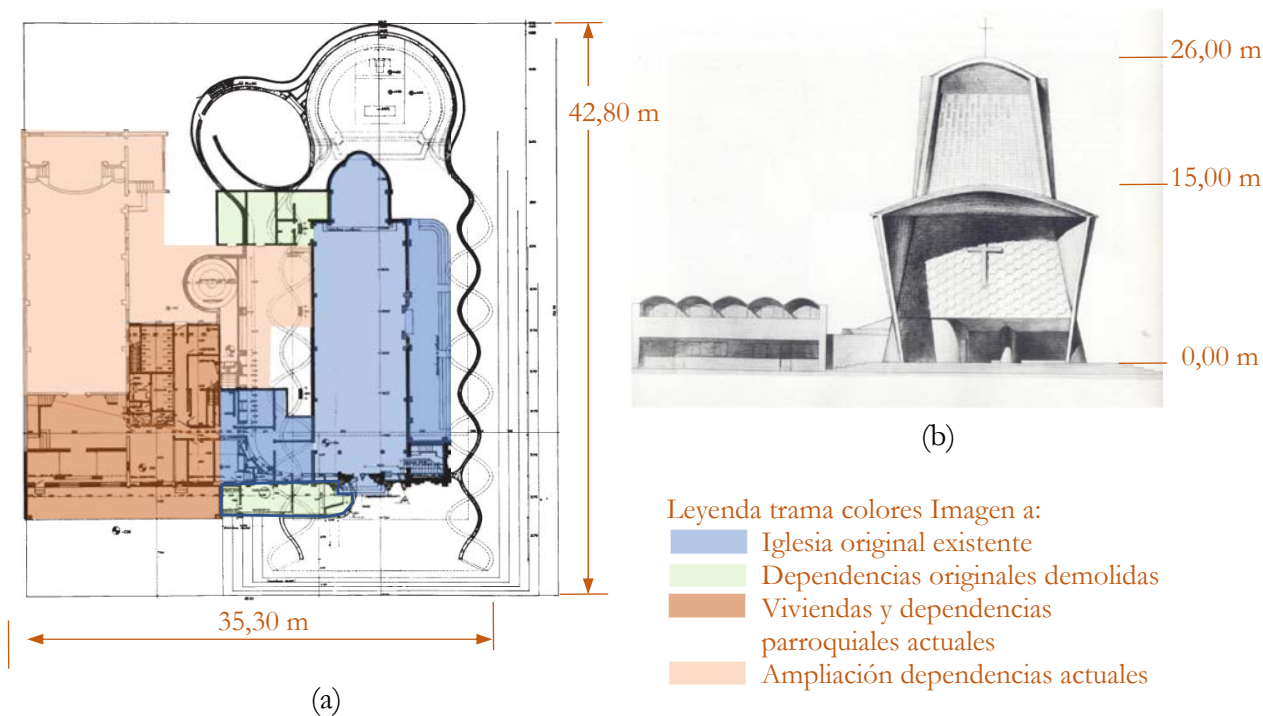 42,80 m
35,30 m
(a)
26,00 m
15,00 m
0,00 m
(b)
Leyenda trama colores Imagen a:
Iglesia original existente
Dependencias originales demolidas
Viviendas y dependencias
parroquiales actuales
Ampliación dependencias actuales